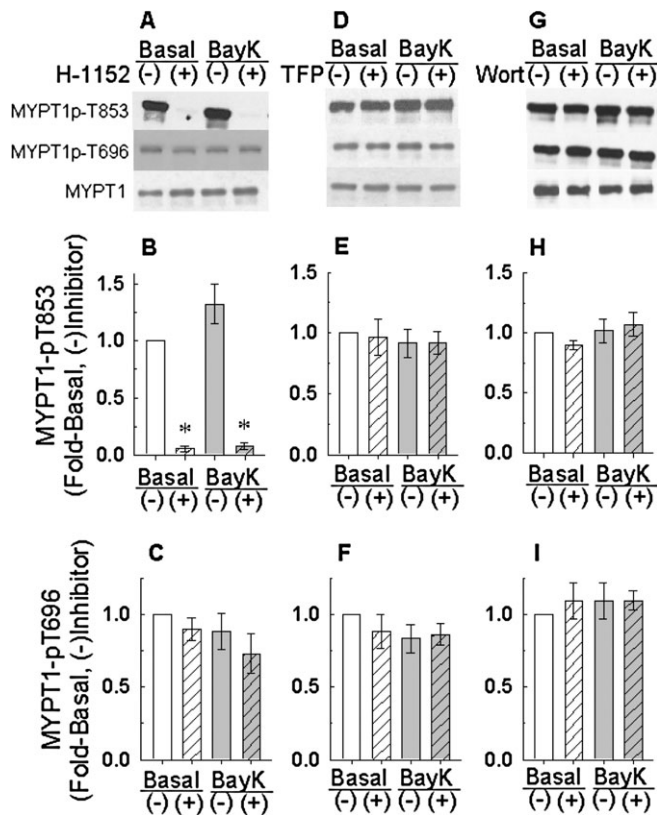 A D G
Basal BayK Basal BayK Basal BayK
H-1152 (-) (+) (-) (+) TFP (-) (+) (-) (+) Wort (-) (+) (-) (+)
MYPT1p-T853
MYPT1p-T696
MYPT1
B E H
MYPT1-pT853
(Fold-Basal, (-)Inhibitor)
1.5 1.5 1.5
1.0 1.0 1.0
0.5 0.5 0.5
0.0 0.0 0.0
* *
Basal BayK Basal BayK Basal BayK
(-) (+) (-) (+) (-) (+) (-) (+) (-) (+) (-) (+)
C F I
MYPT1-pT696
(Fold-Basal, (-)Inhibitor)
1.0 1.0 1.0
0.5 0.5 0.5
0.0 0.0 0.0
Basal BayK Basal BayK Basal BayK
(-) (+) (-) (+) (-) (+) (-) (+) (-) (+) (-) (+)